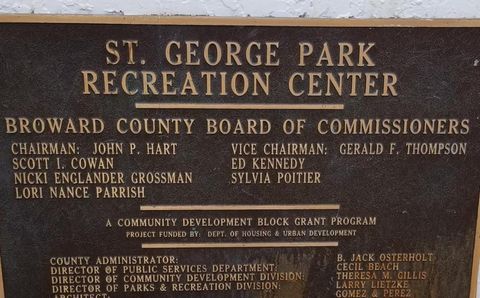 ST. GEORGE PARK
RECREATION CENTER
BROWARD COUNTY BOARD OF COMMISSIONERS
CHAIRMAN: JOHN P. HART VICE CHAIRMAN: GERALD F. THOMPSON
SCOTT I. COWAN ED KENNEDY
NICKI ENGLANDER GROSSMAN SYLVIA POITIER
LORI NANCE PARRISH
A COMMUNITY DEVELOPMENT BLOCK GRANT PROGRAM
PROJECT FUNDED BY: DEPT. OF HOUSING & URBAN DEVELOPMENT
COUNTY ADMINISTRATOR: B. JACK OSTERHOLT
DIRECTOR OF PUBLIC SERVICES DEPARTMENT: CECIL BEACH
DIRECTOR OF COMMUNITY DEVELOPMENT DIVISION: THERESA M. GILLIS
DIRECTOR OF PARKS & RECREATION DIVISION: LARRY LIETZKE
ARCHITECT: GOMEZ & PEREZ